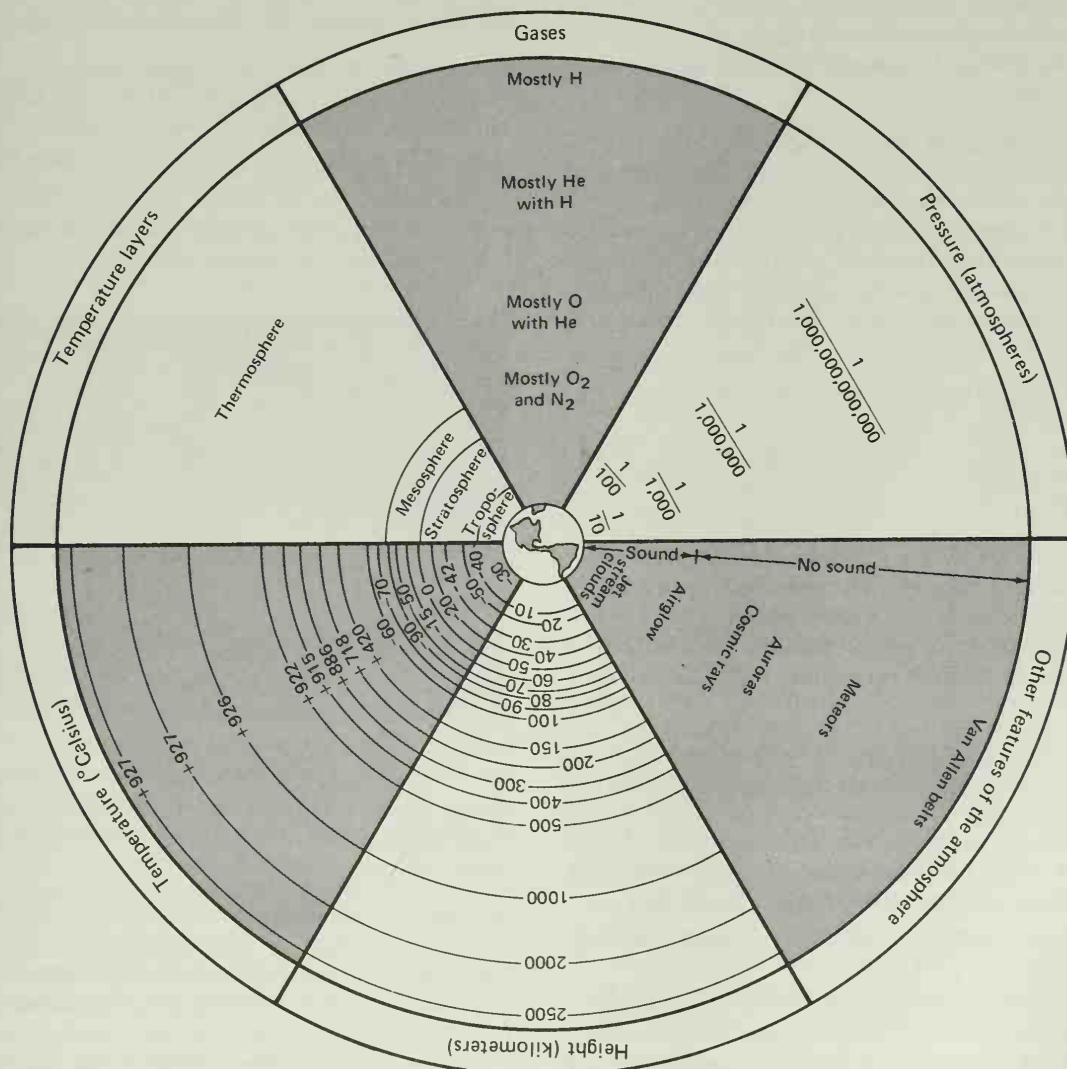 Gases
Mostly H
Mostly He
with H
Mostly O
with He
Mostly O₂
and N₂
Pressure (atmospheres)
1
1,000,000,000,000
1
1,000,000
1
1,000
1
100
1
10
Other features of the atmosphere
Sound
No sound
Jet
stream
clouds
Airglow
Cosmic rays
Auroras
Meteors
Van Allen belts
Height (kilometers)
10
20
30
40
50
60
70
80
90
100
150
200
300
400
500
1000
2000
2500
Temperature (°Celsius)
-30
-40
-50
-42
-20
0
-15
-50
-90
-70
-60
+420
+718
+886
+915
+922
+926
+927
+927
Temperature layers
Thermosphere
Mesosphere
Stratosphere
Tropo-
sphere